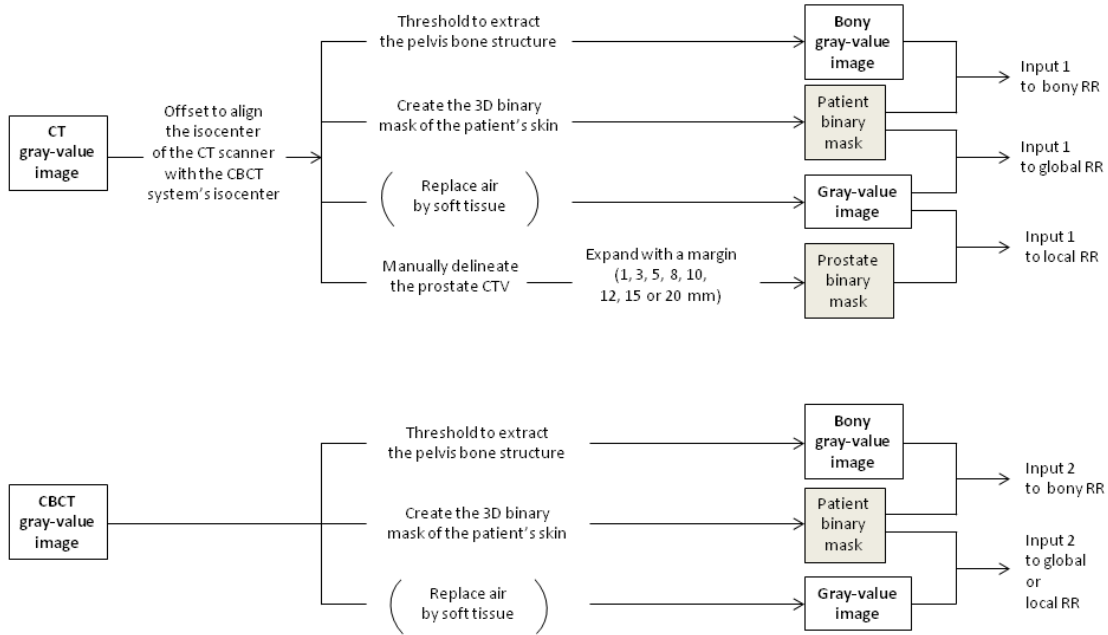 CT
gray-value
image
Offset to align
the isocenter
of the CT scanner
with the CBCT
system's isocenter
Threshold to extract
the pelvis bone structure
Bony
gray-value
image
Create the 3D binary
mask of the patient's skin
Patient
binary
mask
Replace air
by soft tissue
Gray-value
image
Manually delineate
the prostate CTV
Expand with a margin
(1, 3, 5, 8, 10,
12, 15 or 20 mm)
Prostate
binary
mask
Input 1
to bony RR
Input 1
to global RR
Input 1
to local RR
CBCT
gray-value
image
Threshold to extract
the pelvis bone structure
Bony
gray-value
image
Create the 3D binary
mask of the patient's skin
Patient
binary
mask
Replace air
by soft tissue
Gray-value
image
Input 2
to bony RR
Input 2
to global
or
local RR